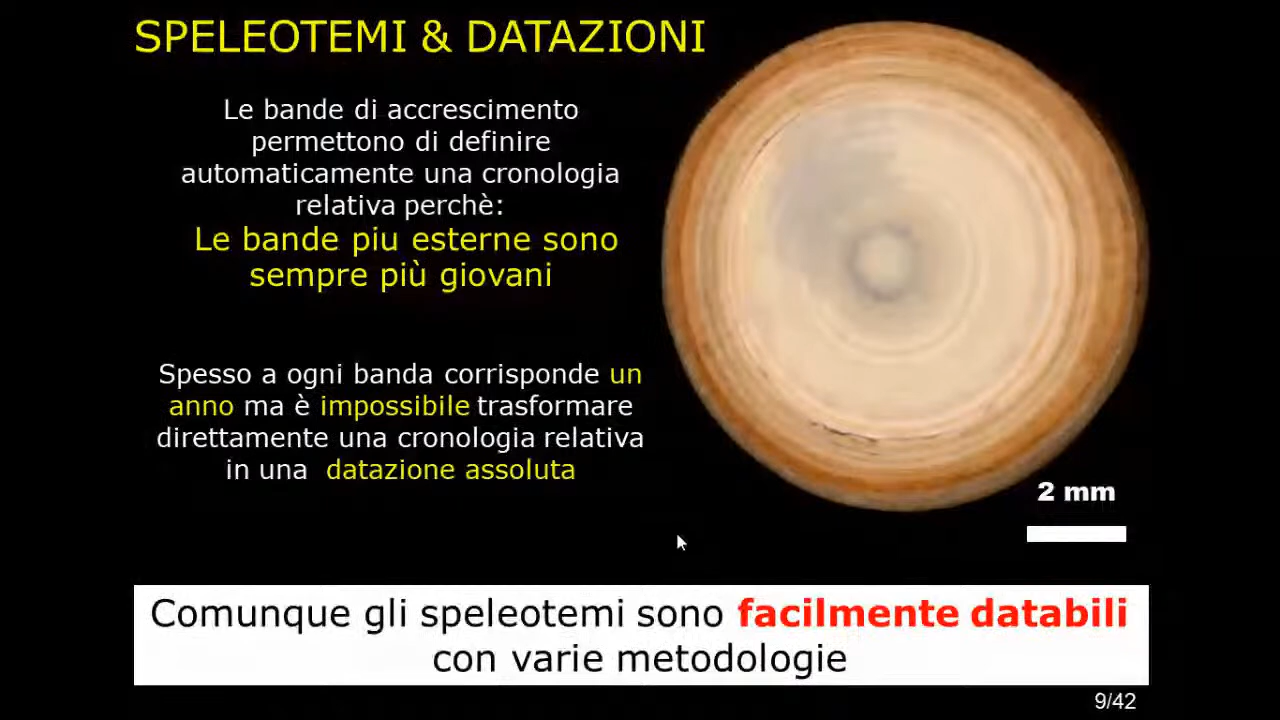 SPELEOTEMI & DATAZIONI
Le bande di accrescimento
permettono di definire
automaticamente una cronologia
relativa perchè:
Le bande piu esterne sono
sempre più giovani
Spesso a ogni banda corrisponde un
anno ma è impossibile trasformare
direttamente una cronologia relativa
in una datazione assoluta
2 mm
Comunque gli speleotemi sono facilmente databili
con varie metodologie
9/42